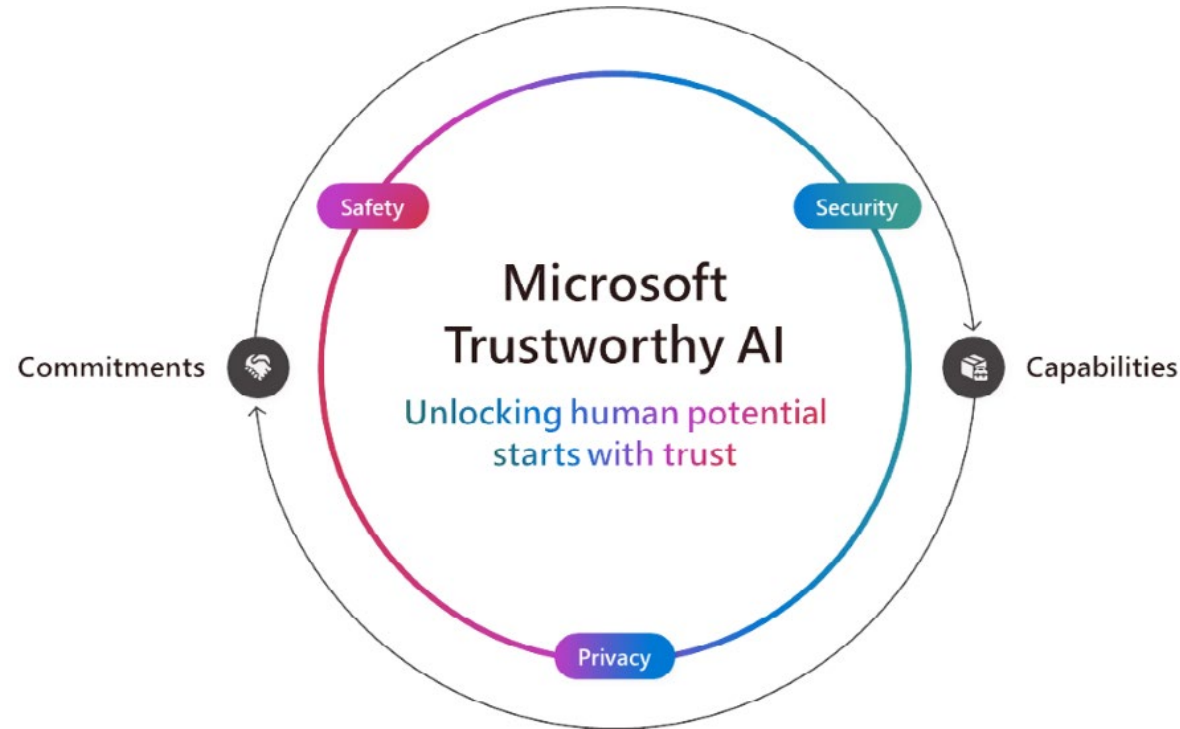 Safety
Security
Microsoft
Trustworthy AI
Unlocking human potential
starts with trust
Commitments
Capabilities
Privacy